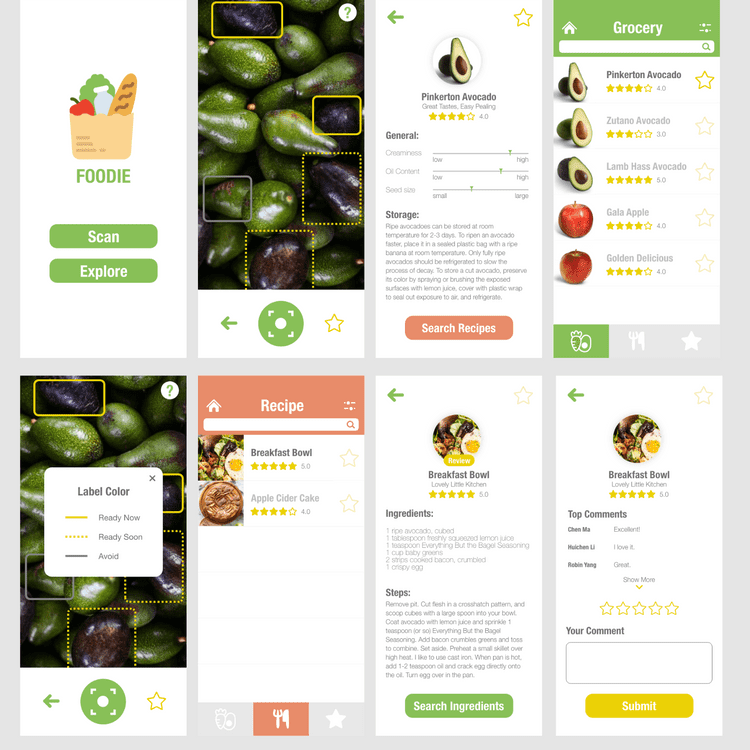 FOODIE
Scan
Explore
?
Pinkerton Avocado
Great Tastes, Easy Pealing
4.0
General:
Creaminess
low high
Oil Content
low high
Seed size
small large
Storage:
Ripe avocadoes can be stored at room
temperature for 2-3 days. To ripen an avocado
faster, place it in a sealed plastic bag with a ripe
banana at room temperature. Only fully ripe
avocados should be refrigerated to slow the
process of decay. To store a cut avocado, preserve
its color by spraying or brushing the exposed
surfaces with lemon juice, cover with plastic wrap
to seal out exposure to air, and refrigerate.
Search Recipes
Grocery
Pinkerton Avocado
4.0
Zutano Avocado
3.0
Lamb Hass Avocado
5.0
Gala Apple
4.0
Golden Delicious
4.0
?
Label Color
Ready Now
Ready Soon
Avoid
Recipe
Breakfast Bowl
5.0
Apple Cider Cake
4.0
Review
Breakfast Bowl
Lovely Little Kitchen
5.0
Ingredients:
1 ripe avocado, cubed
1 tablespoon freshly squeezed lemon juice
1 teaspoon Everything But the Bagel Seasoning
1 cup baby greens
2 strips cooked bacon, crumbled
1 crispy egg
Steps:
Remove pit. Cut flesh in a crosshatch pattern, and
scoop cubes with a large spoon into your bowl.
Coat avocado with lemon juice and sprinkle 1
teaspoon (or so) Everything But the Bagel
Seasoning. Add bacon crumbles greens and toss
to combine. Set aside. Preheat a small skillet over
high heat. I like to use cast iron. When pan is hot,
add 1-2 teaspoon oil and crack egg directly onto
the oil. Turn egg over in the pan.
Search Ingredients
Breakfast Bowl
Lovely Little Kitchen
5.0
Top Comments
Chen Ma Excellent!
Huichen Li I love it.
Robin Yang Great.
Show More
Your Comment
Submit